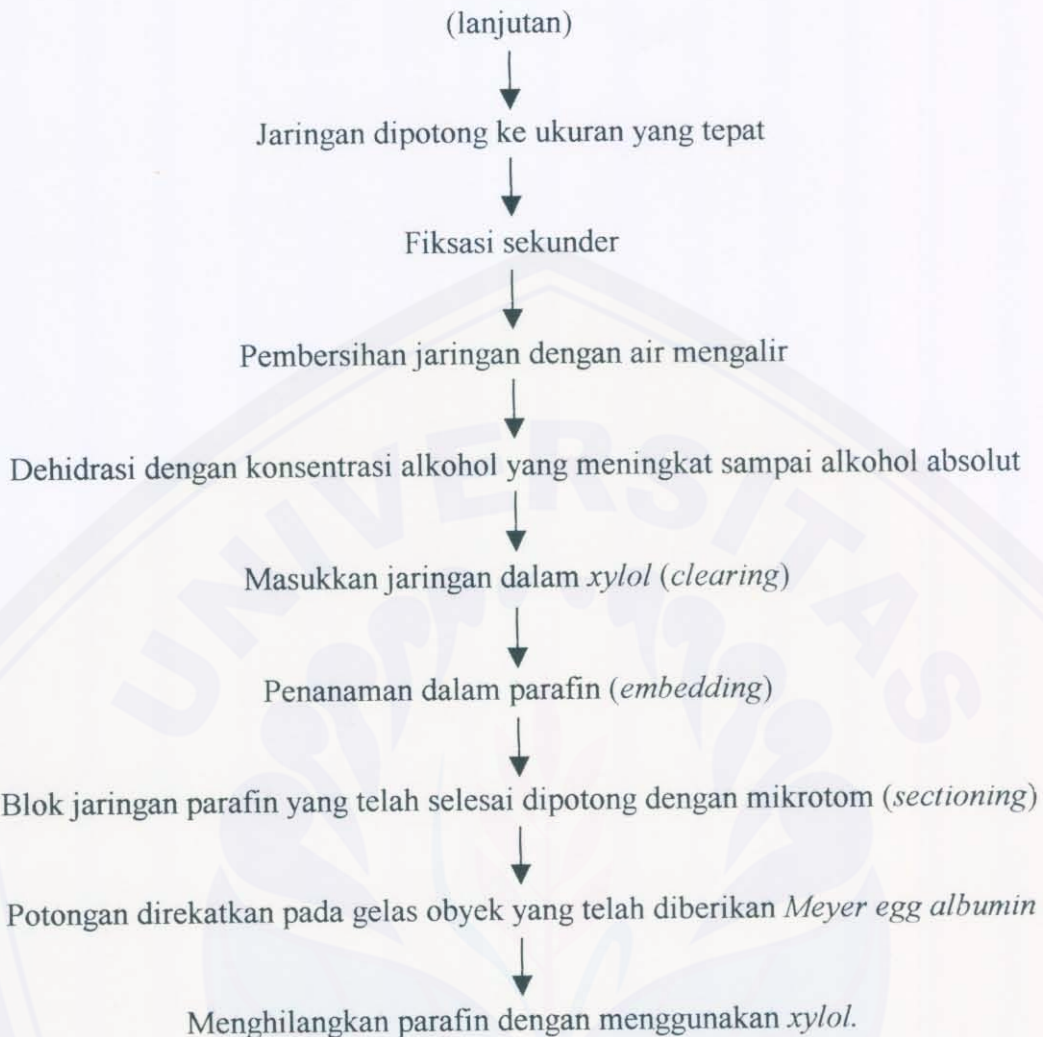 (lanjutan)
Jaringan dipotong ke ukuran yang tepat
Fiksasi sekunder
Pembersihan jaringan dengan air mengalir
Dehidrasi dengan konsentrasi alkohol yang meningkat sampai alkohol absolut
Masukkan jaringan dalam xylol (clearing)
Penanaman dalam parafin (embedding)
Blok jaringan parafin yang telah selesai dipotong dengan mikrotom (sectioning)
Potongan direkatkan pada gelas obyek yang telah diberikan Meyer egg albumin
Menghilangkan parafin dengan menggunakan xylol.
UNIVERSITAS